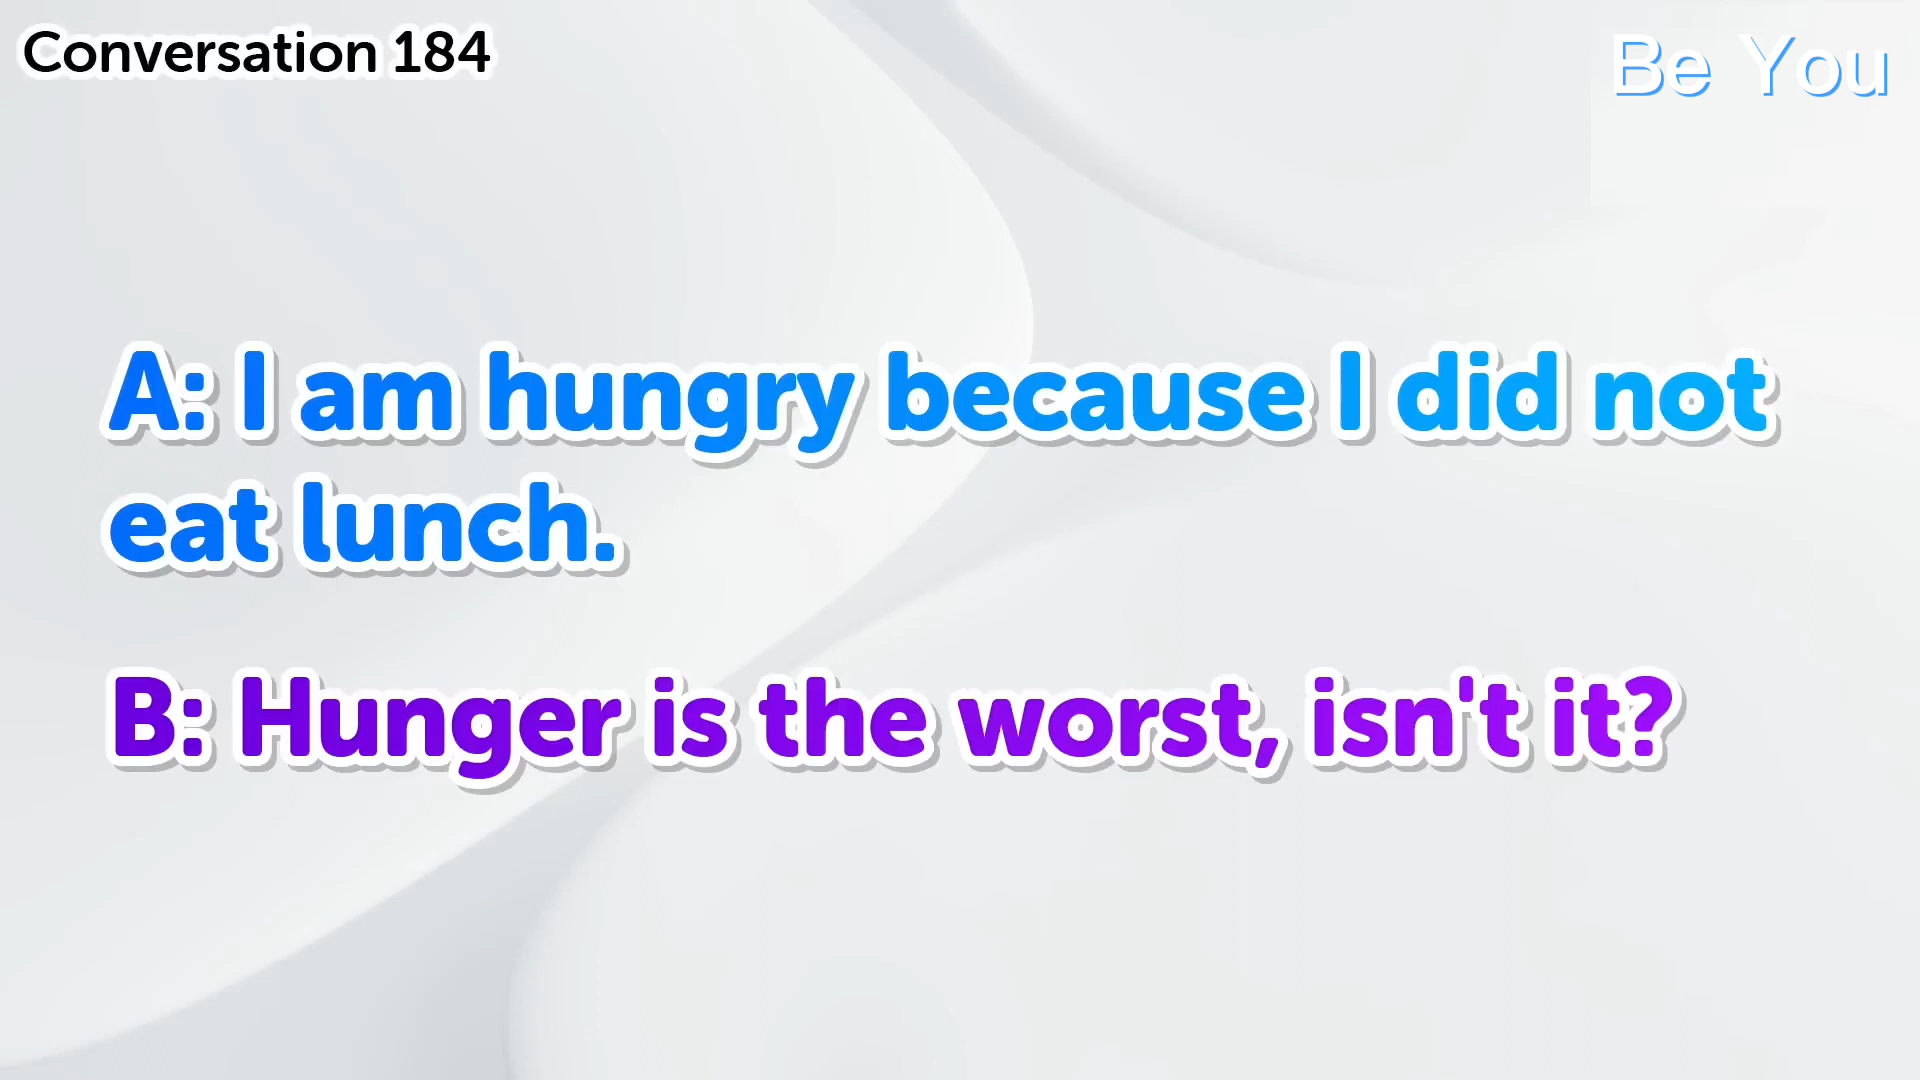 Conversation 184
Be You
A: I am hungry because I did not
eat lunch.
B: Hunger is the worst, isn't it?